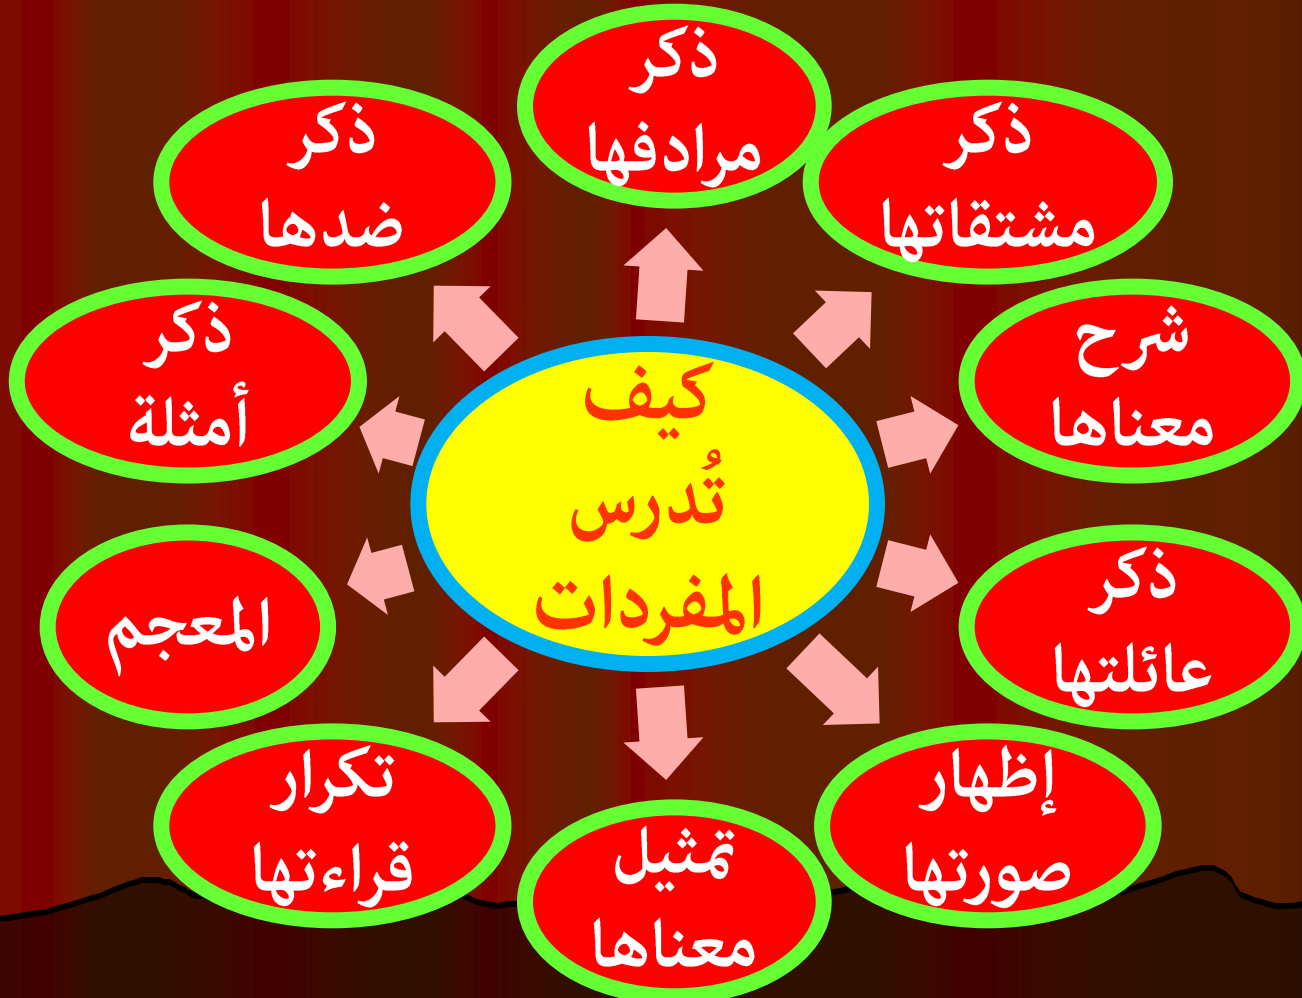 كيف
تُدرس
المفردات
ذكر
مرادفها
ذكر
مشتقاتها
شرح
معناها
ذكر
عائلتها
إظهار
صورتها
تمثيل
معناها
تكرار
قراءتها
المعجم
ذكر
أمثلة
ذكر
ضدها